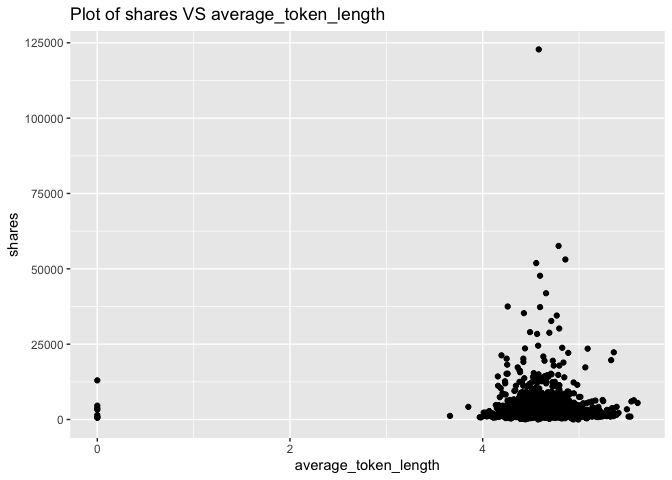 Plot of shares VS average_token_length
125000
100000
75000
50000
25000
0
shares
0 2 4
average_token_length